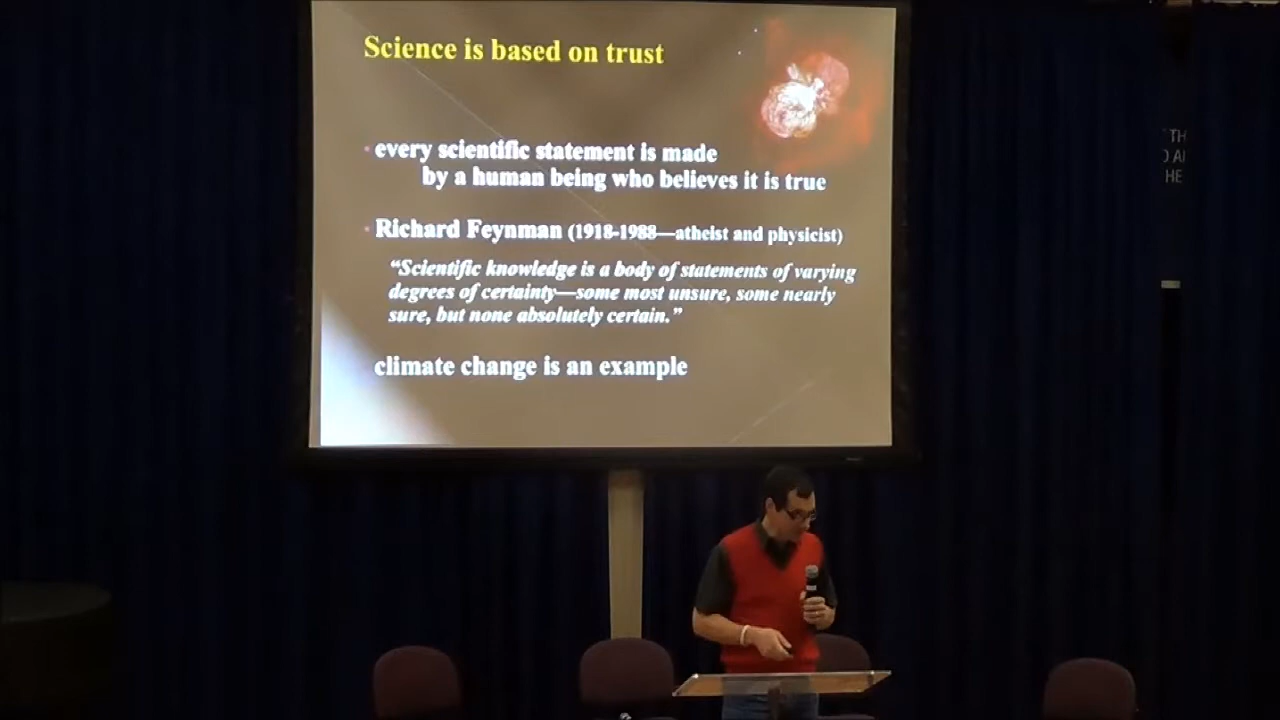 Science is based on trust
• every scientific statement is made
by a human being who believes it is true
• Richard Feynman (1918-1988—atheist and physicist)
“Scientific knowledge is a body of statements of varying
degrees of certainty—some most unsure, some nearly
sure, but none absolutely certain.”
climate change is an example
TH
HE